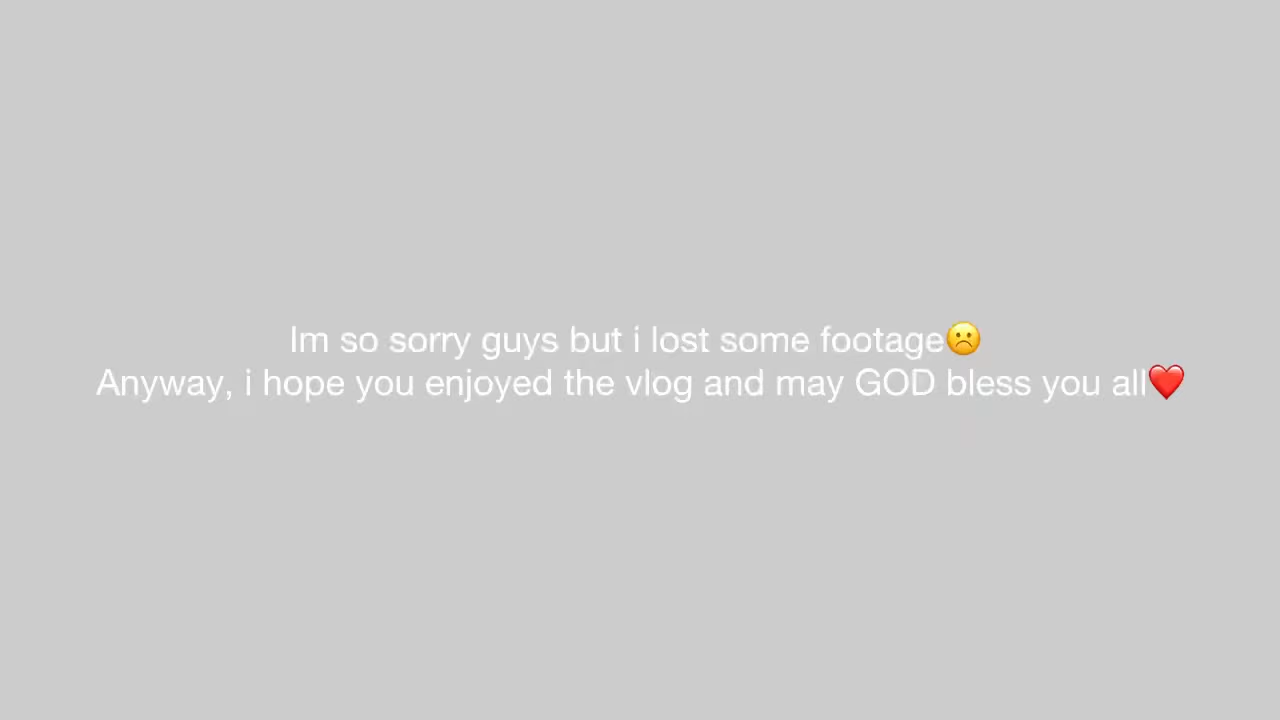 Im so sorry guys but i lost some footage☹️
Anyway, i hope you enjoyed the vlog and may GOD bless you all❤️